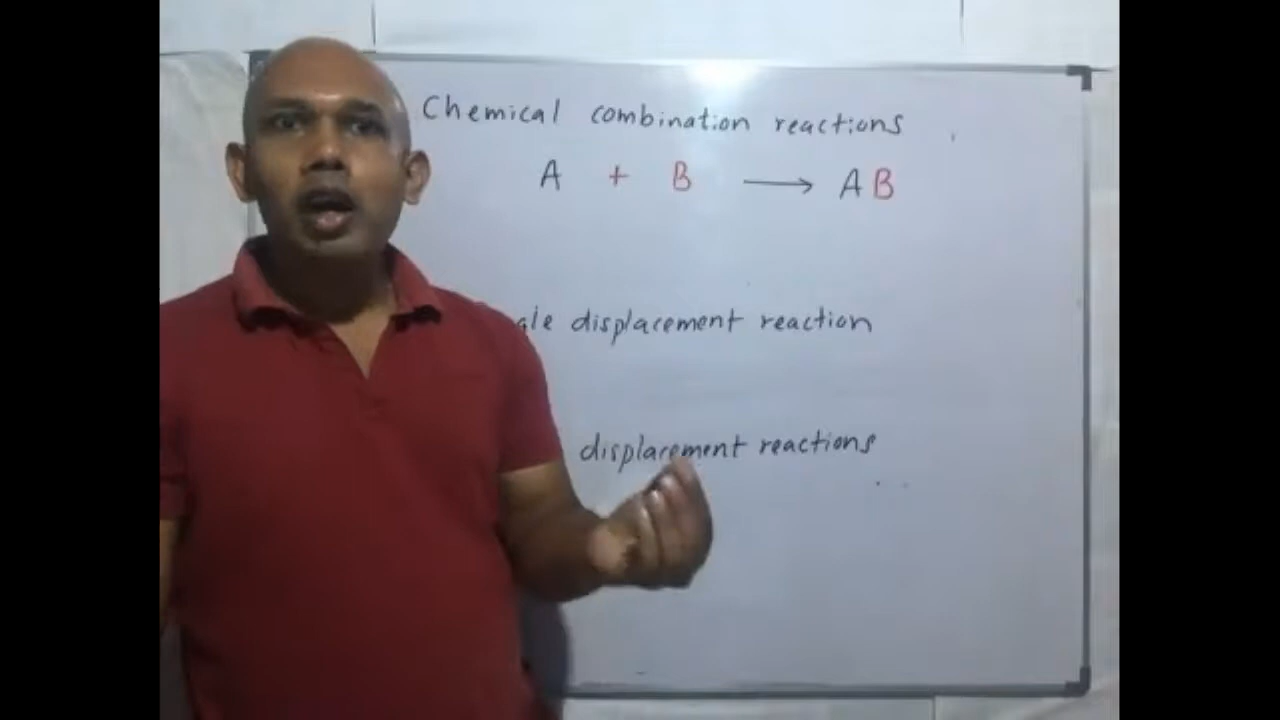 Chemical combination reactions
A + B → AB
displacement reaction
displacement reactions